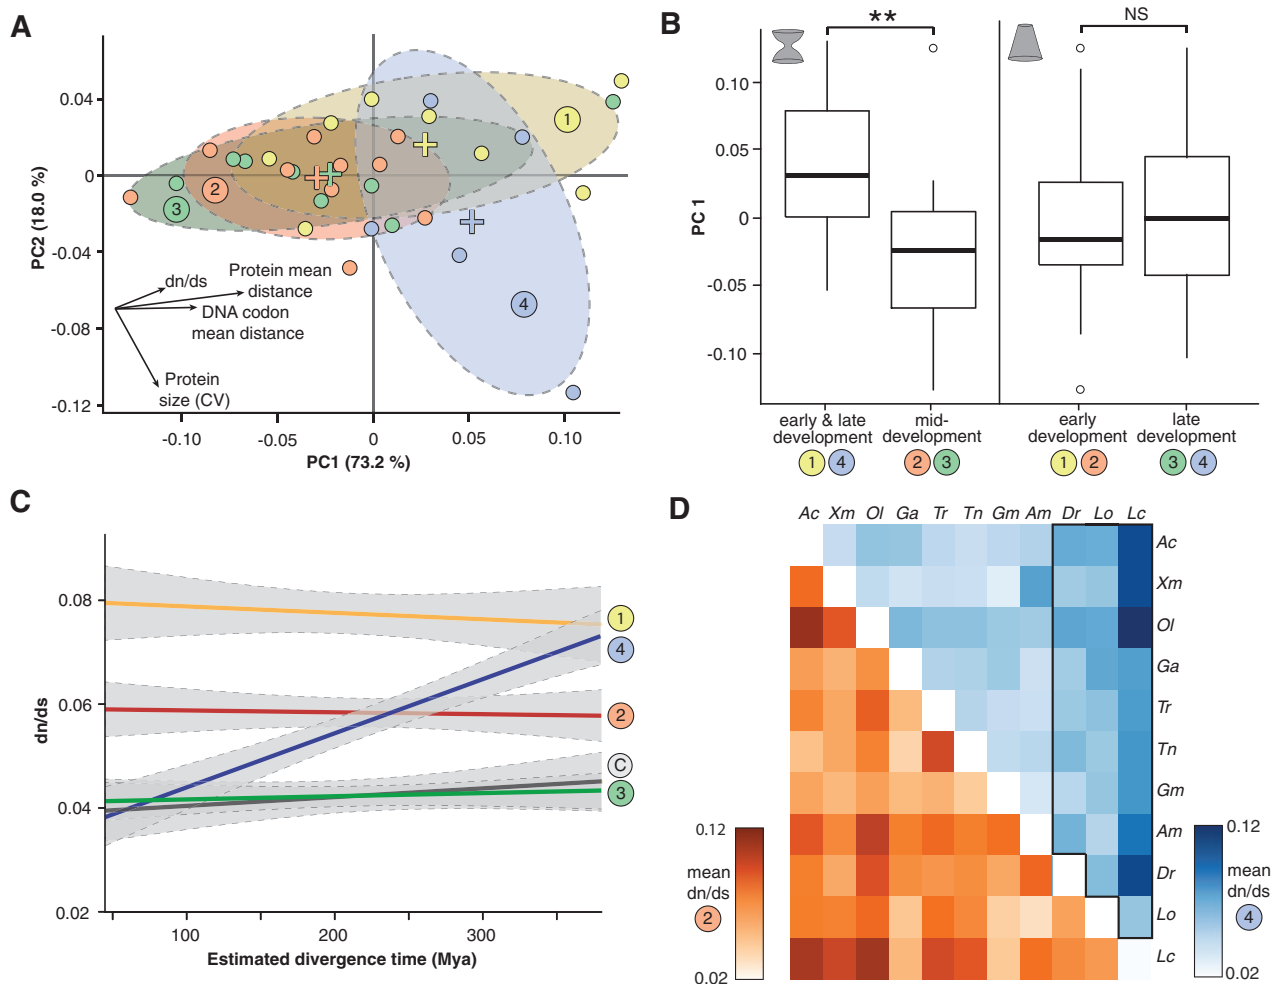 A
PC2 (18.0 %)
0.04
0
-0.04
-0.08
-0.12
1
2
3
4
dn/ds
Protein mean
distance
DNA codon
mean distance
Protein
size (CV)
-0.10
-0.05
0
0.05
0.10
PC1 (73.2 %)
B
**
NS
PC 1
0.10
0.05
0
-0.05
-0.10
early & late
development
1 4
mid-
development
2 3
early
development
1 2
late
development
3 4
C
dn/ds
0.08
0.06
0.04
0.02
1
4
2
C
3
100
200
300
Estimated divergence time (Mya)
D
Ac Xm Ol Ga Tr Tn Gm Am Dr Lo Lc
Ac
Xm
Ol
Ga
Tr
Tn
Gm
Am
Dr
Lo
Lc
0.12
mean
dn/ds
2
0.02
0.12
mean
dn/ds
4
0.02